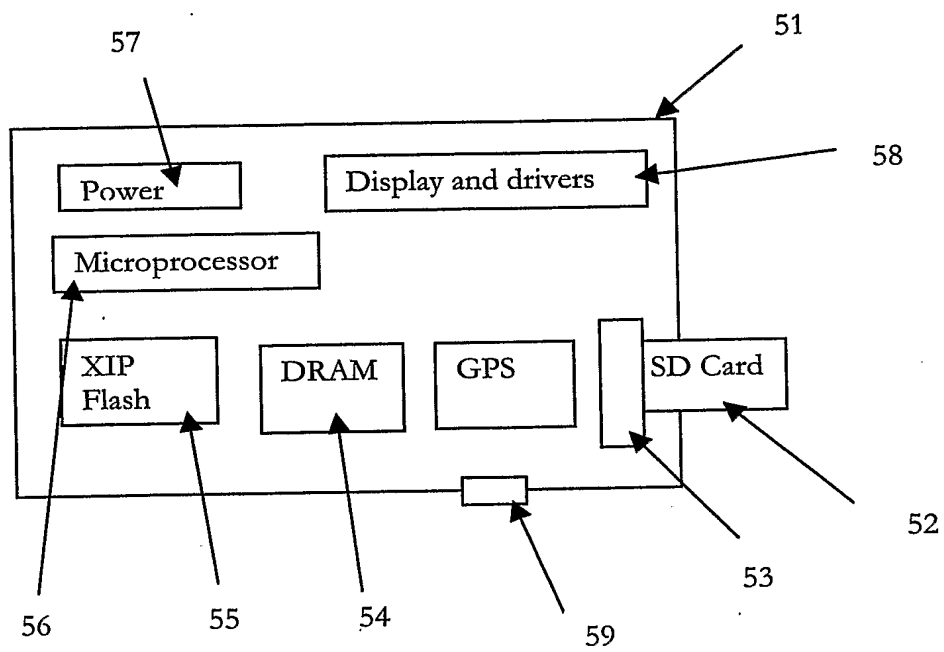 51
57
58
Power
Display and drivers
Microprocessor
XIP
Flash
DRAM
GPS
SD Card
52
53
56
55
54
59